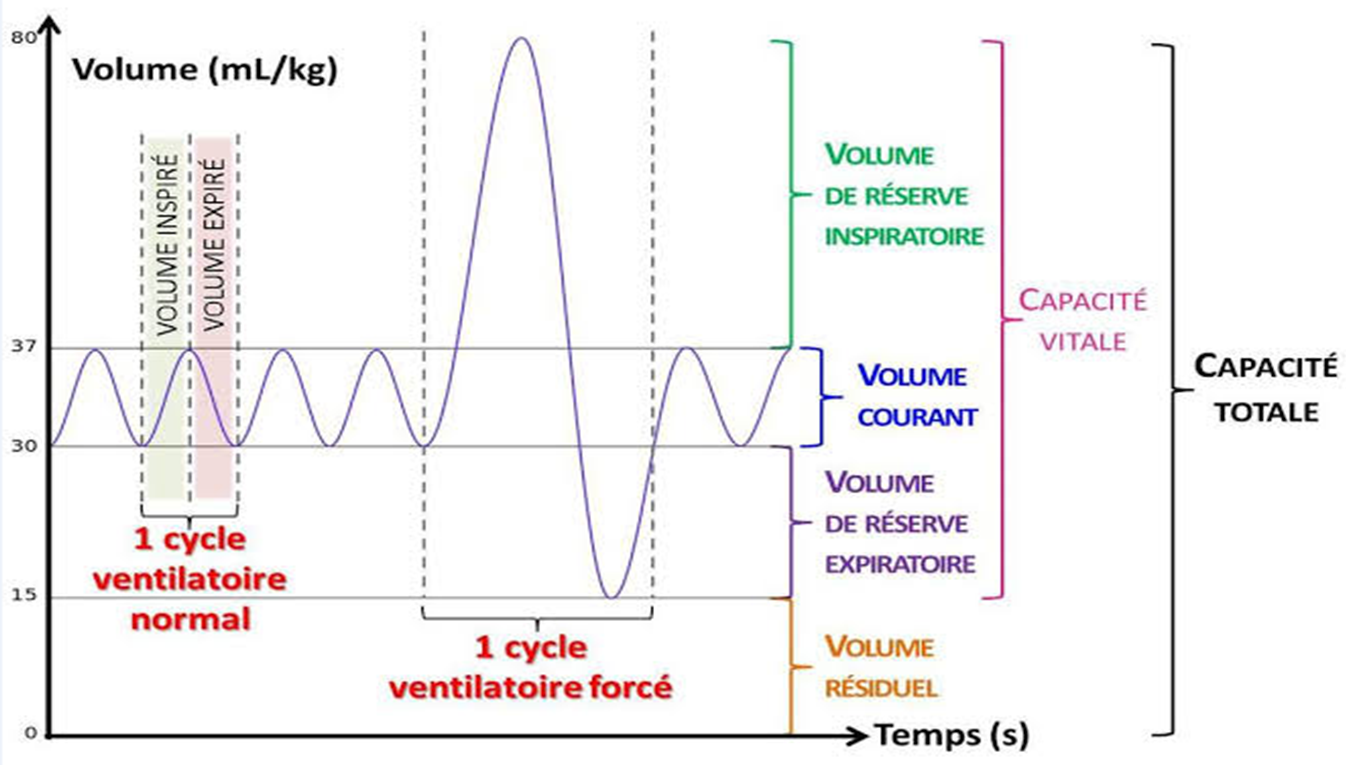 80
Volume (mL/kg)
VOLUME INSPIRÉ
VOLUME EXPIRÉ
VOLUME
DE RÉSERVE
INSPIRATOIRE
CAPACITÉ
VITALE
37
VOLUME
COURANT
CAPACITÉ
TOTALE
30
VOLUME
DE RÉSERVE
EXPIRATOIRE
1 cycle
ventilatoire
normal
15
1 cycle
ventilatoire forcé
VOLUME
RÉSIDUEL
0
Temps (s)